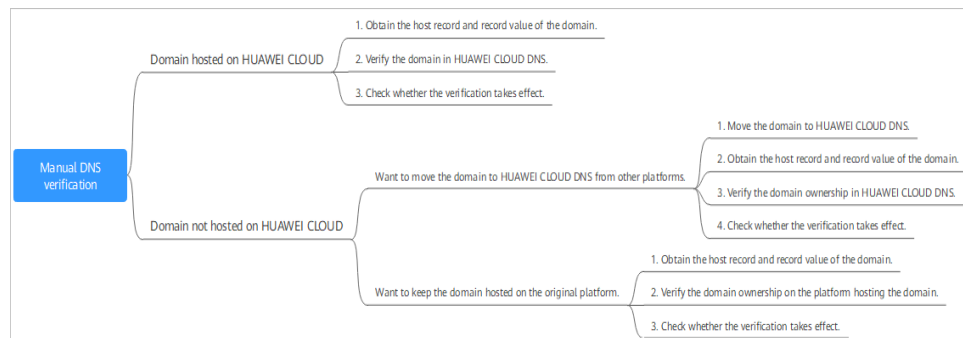 Manual DNS
verification
Domain hosted on HUAWEI CLOUD
1. Obtain the host record and record value of the domain.
2. Verify the domain in HUAWEI CLOUD DNS.
3. Check whether the verification takes effect.
Domain not hosted on HUAWEI CLOUD
Want to move the domain to HUAWEI CLOUD DNS from other platforms.
1. Move the domain to HUAWEI CLOUD DNS.
2. Obtain the host record and record value of the domain.
3. Verify the domain ownership in HUAWEI CLOUD DNS.
4. Check whether the verification takes effect.
Want to keep the domain hosted on the original platform.
1. Obtain the host record and record value of the domain.
2. Verify the domain ownership on the platform hosting the domain.
3. Check whether the verification takes effect.